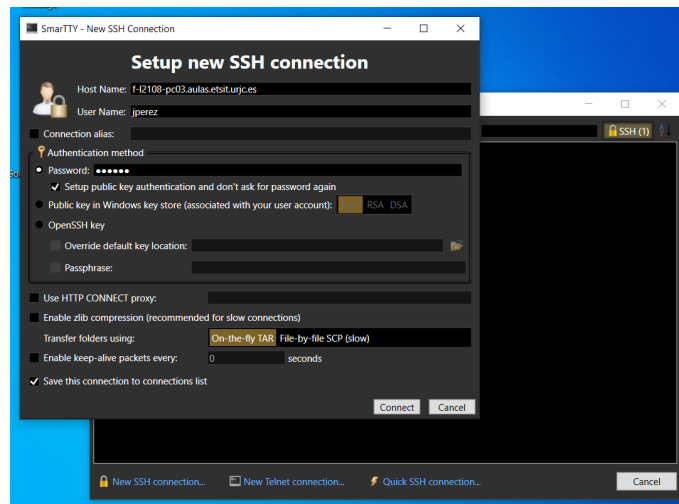 SmarTTY - New SSH Connection
Setup new SSH connection
Host Name: f-l2108-pc03.aulas.etsit.urjc.es
User Name: jperez
Connection alias:
Authentication method
Password: ●●●●●●
Setup public key authentication and don't ask for password again
Public key in Windows key store (associated with your user account): RSA DSA
OpenSSH key
Override default key location:
Passphrase:
Use HTTP CONNECT proxy:
Enable zlib compression (recommended for slow connections)
Transfer folders using: On-the-fly TAR File-by-file SCP (slow)
Enable keep-alive packets every: 0 seconds
Save this connection to connections list
Connect Cancel
SSH (1)
New SSH connection... New Telnet connection... Quick SSH connection... Cancel